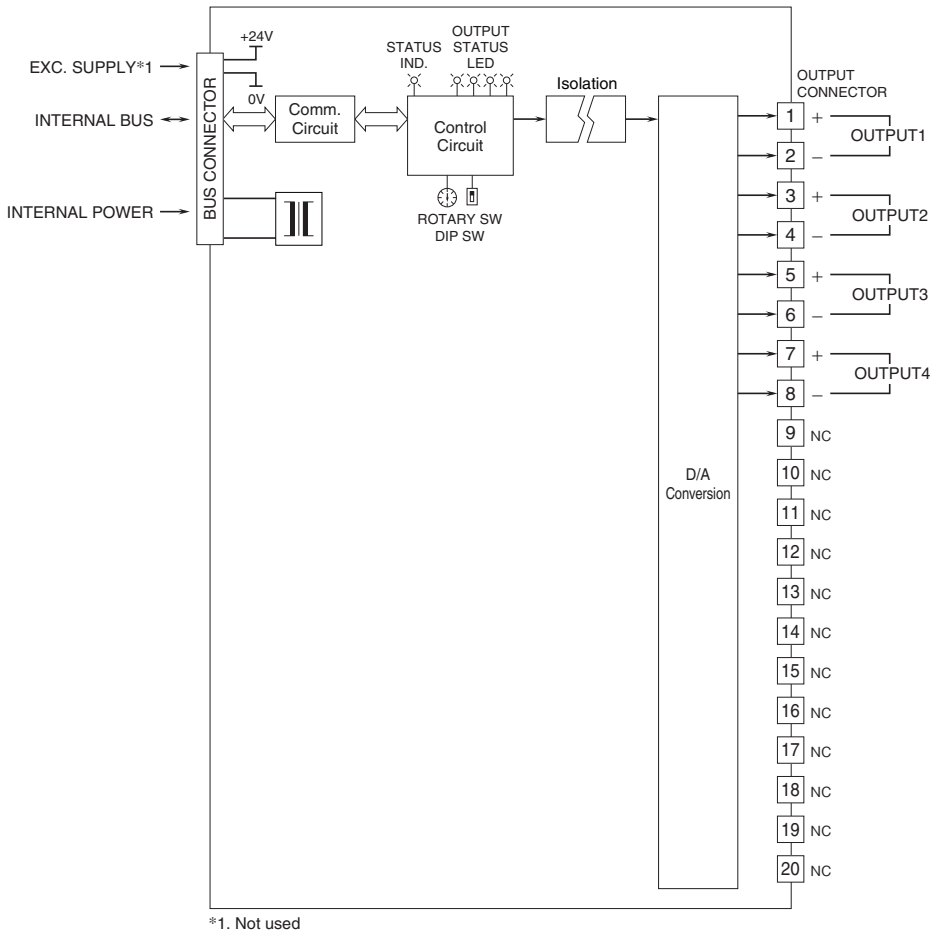 +24V
EXC. SUPPLY*1
0V
INTERNAL BUS
INTERNAL POWER
BUS CONNECTOR
Comm.
Circuit
STATUS
IND.
OUTPUT
STATUS
LED
Control
Circuit
ROTARY SW
DIP SW
Isolation
D/A
Conversion
OUTPUT
CONNECTOR
1 +
OUTPUT1
2 −
3 +
OUTPUT2
4 −
5 +
OUTPUT3
6 −
7 +
OUTPUT4
8 −
9 NC
10 NC
11 NC
12 NC
13 NC
14 NC
15 NC
16 NC
17 NC
18 NC
19 NC
20 NC
*1. Not used